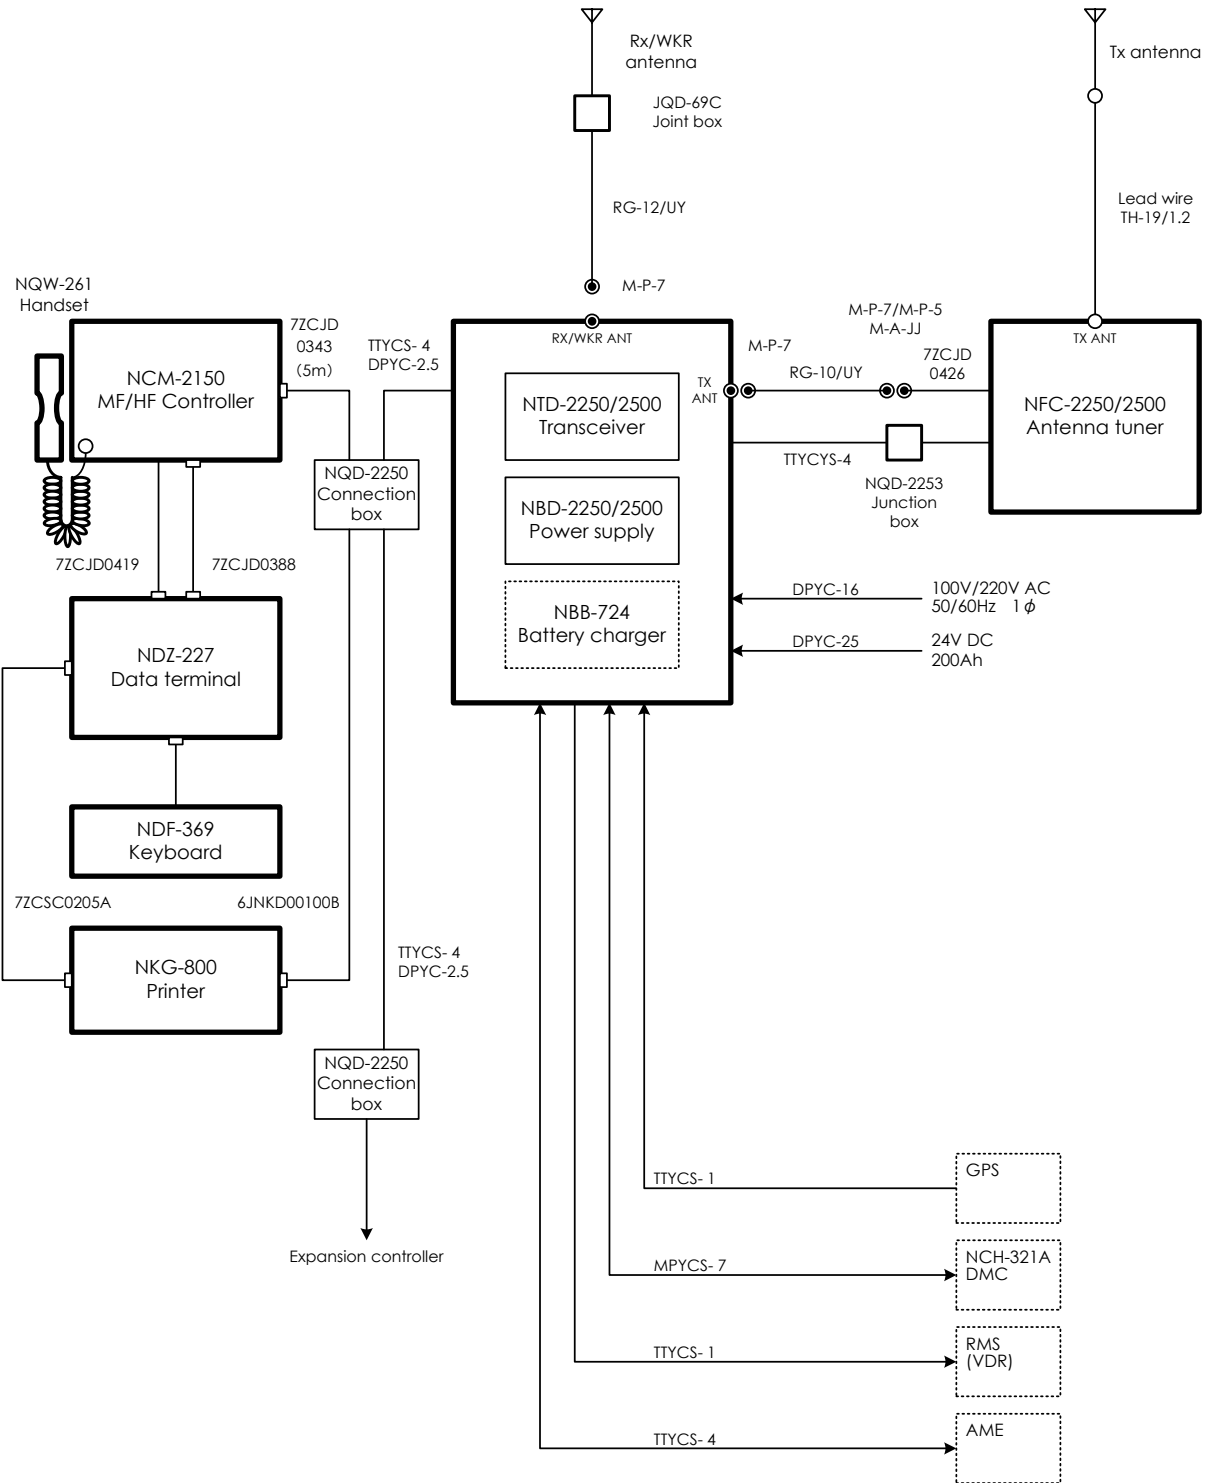 Rx/WKR
antenna
Tx antenna
JQD-69C
Joint box
RG-12/UY
Lead wire
TH-19/1.2
NQW-261
Handset
M-P-7
7ZCJD
0343
(5m)
TTYCS- 4
DPYC-2.5
RX/WKR ANT
M-P-7/M-P-5
M-A-JJ
TX ANT
M-P-7
7ZCJD
0426
RG-10/UY
TX
ANT
NCM-2150
MF/HF Controller
NTD-2250/2500
Transceiver
NFC-2250/2500
Antenna tuner
TTYCYS-4
NQD-2250
Connection
box
NQD-2253
Junction
box
NBD-2250/2500
Power supply
7ZCJD0419
7ZCJD0388
NBB-724
Battery charger
DPYC-16
100V/220V AC
50/60Hz 1ϕ
DPYC-25
24V DC
200Ah
NDZ-227
Data terminal
NDF-369
Keyboard
7ZCSC0205A
6JNKD00100B
NKG-800
Printer
TTYCS- 4
DPYC-2.5
NQD-2250
Connection
box
Expansion controller
TTYCS- 1
GPS
MPYCS- 7
NCH-321A
DMC
TTYCS- 1
RMS
(VDR)
TTYCS- 4
AME